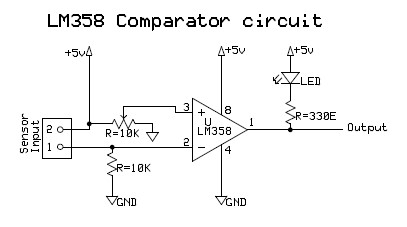 LM358 Comparator circuit
+5v
+5v
+5v
LED
3
+
8
U
LM358
1
R=330E
Output
Sensor
Input
2
1
R=10K
2
−
4
R=10K
GND
GND